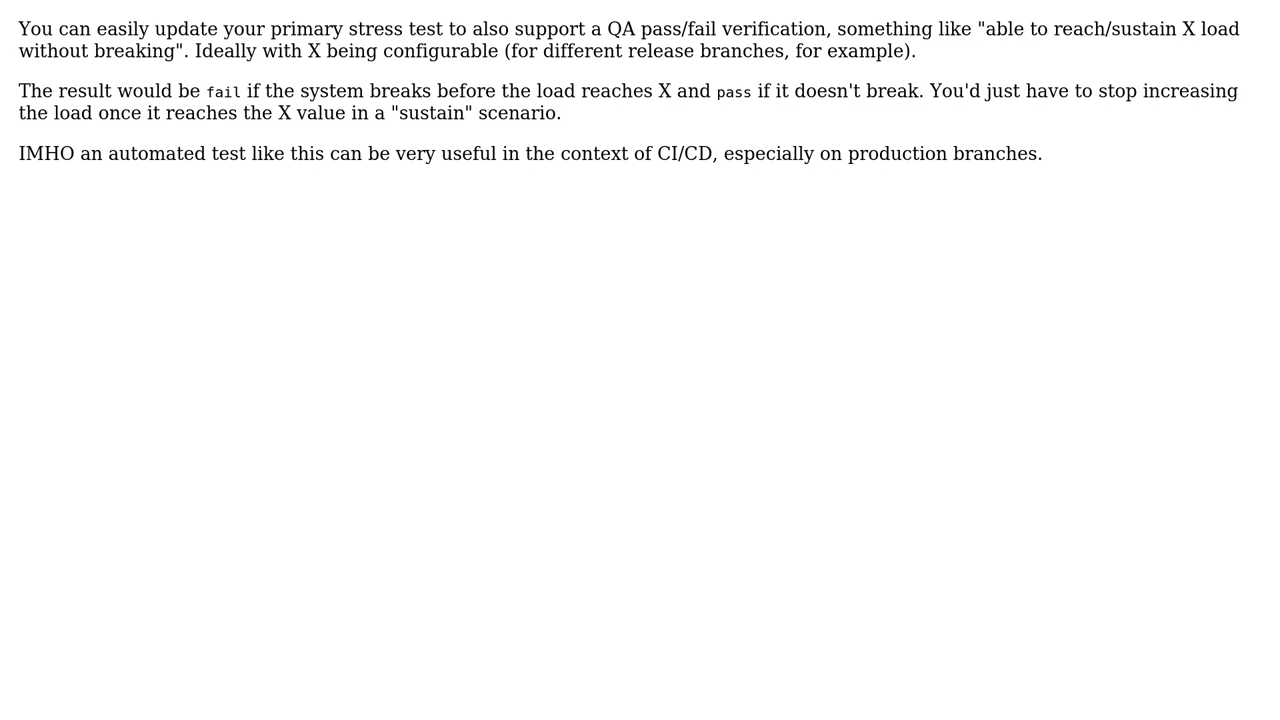 You can easily update your primary stress test to also support a QA pass/fail verification, something like "able to reach/sustain X load
without breaking". Ideally with X being configurable (for different release branches, for example).
The result would be fail if the system breaks before the load reaches X and pass if it doesn't break. You'd just have to stop increasing
the load once it reaches the X value in a "sustain" scenario.
IMHO an automated test like this can be very useful in the context of CI/CD, especially on production branches.